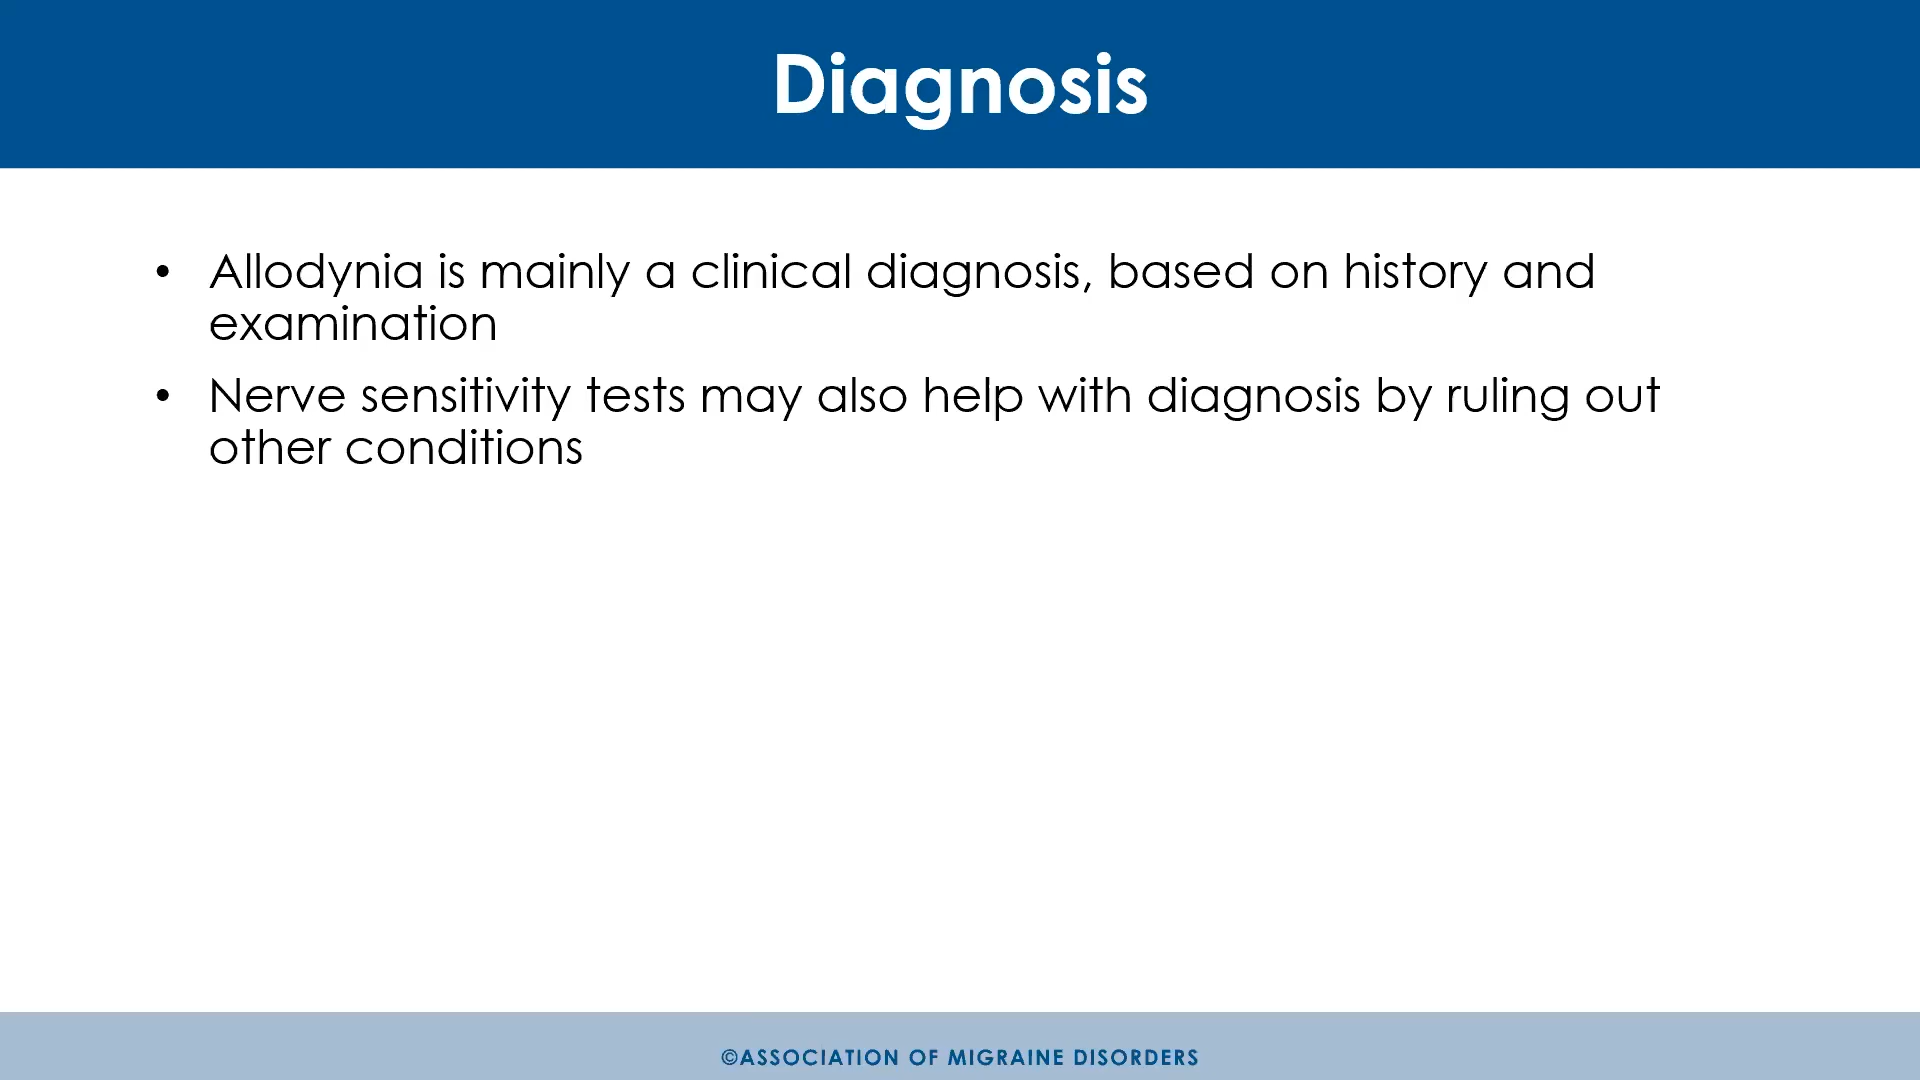 Diagnosis
• Allodynia is mainly a clinical diagnosis, based on history and
examination
• Nerve sensitivity tests may also help with diagnosis by ruling out
other conditions
©ASSOCIATION OF MIGRAINE DISORDERS